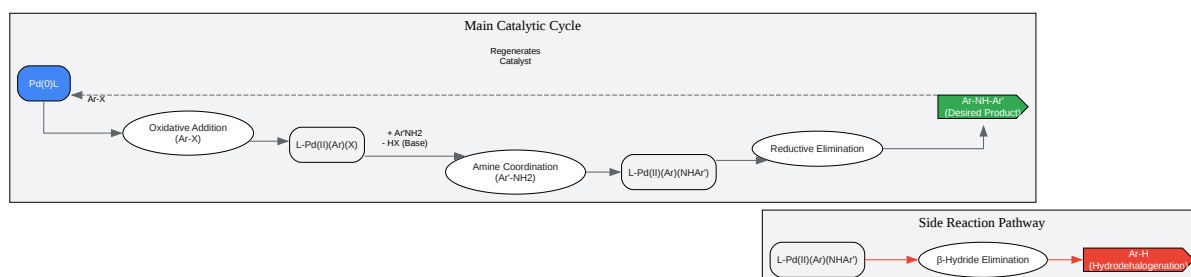 Main Catalytic Cycle
Regenerates
Catalyst
Pd(0)L
Ar-X
Ar-NH-Ar'
(Desired Product)
Oxidative Addition
(Ar-X)
L-Pd(II)(Ar)(X)
+ Ar'NH2
- HX (Base)
Amine Coordination
(Ar'-NH2)
L-Pd(II)(Ar)(NHAr')
Reductive Elimination
Side Reaction Pathway
L-Pd(II)(Ar)(NHAr')
β-Hydride Elimination
Ar-H
(Hydrodehalogenation)